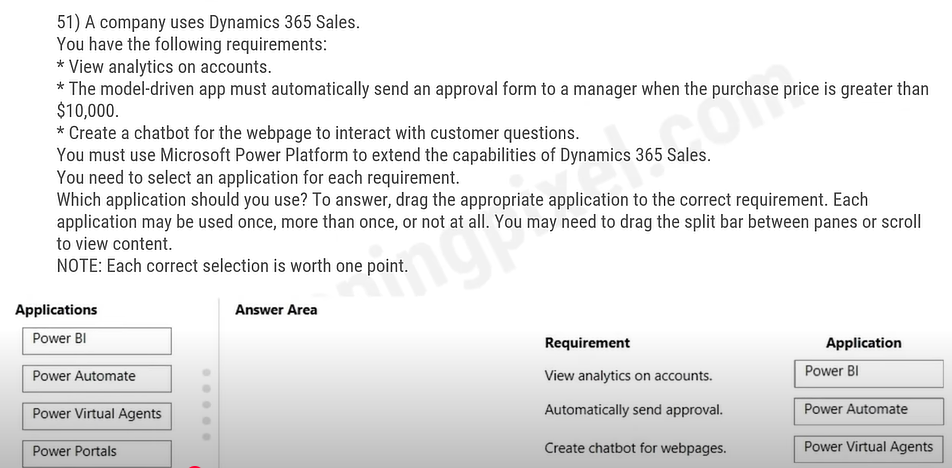 51) A company uses Dynamics 365 Sales.
You have the following requirements:
* View analytics on accounts.
* The model-driven app must automatically send an approval form to a manager when the purchase price is greater than
$10,000.
* Create a chatbot for the webpage to interact with customer questions.
You must use Microsoft Power Platform to extend the capabilities of Dynamics 365 Sales.
You need to select an application for each requirement.
Which application should you use? To answer, drag the appropriate application to the correct requirement. Each
application may be used once, more than once, or not at all. You may need to drag the split bar between panes or scroll
to view content.
NOTE: Each correct selection is worth one point.
Applications
Power BI
Power Automate
Power Virtual Agents
Power Portals
Answer Area
Requirement Application
View analytics on accounts. Power BI
Automatically send approval. Power Automate
Create chatbot for webpages. Power Virtual Agents